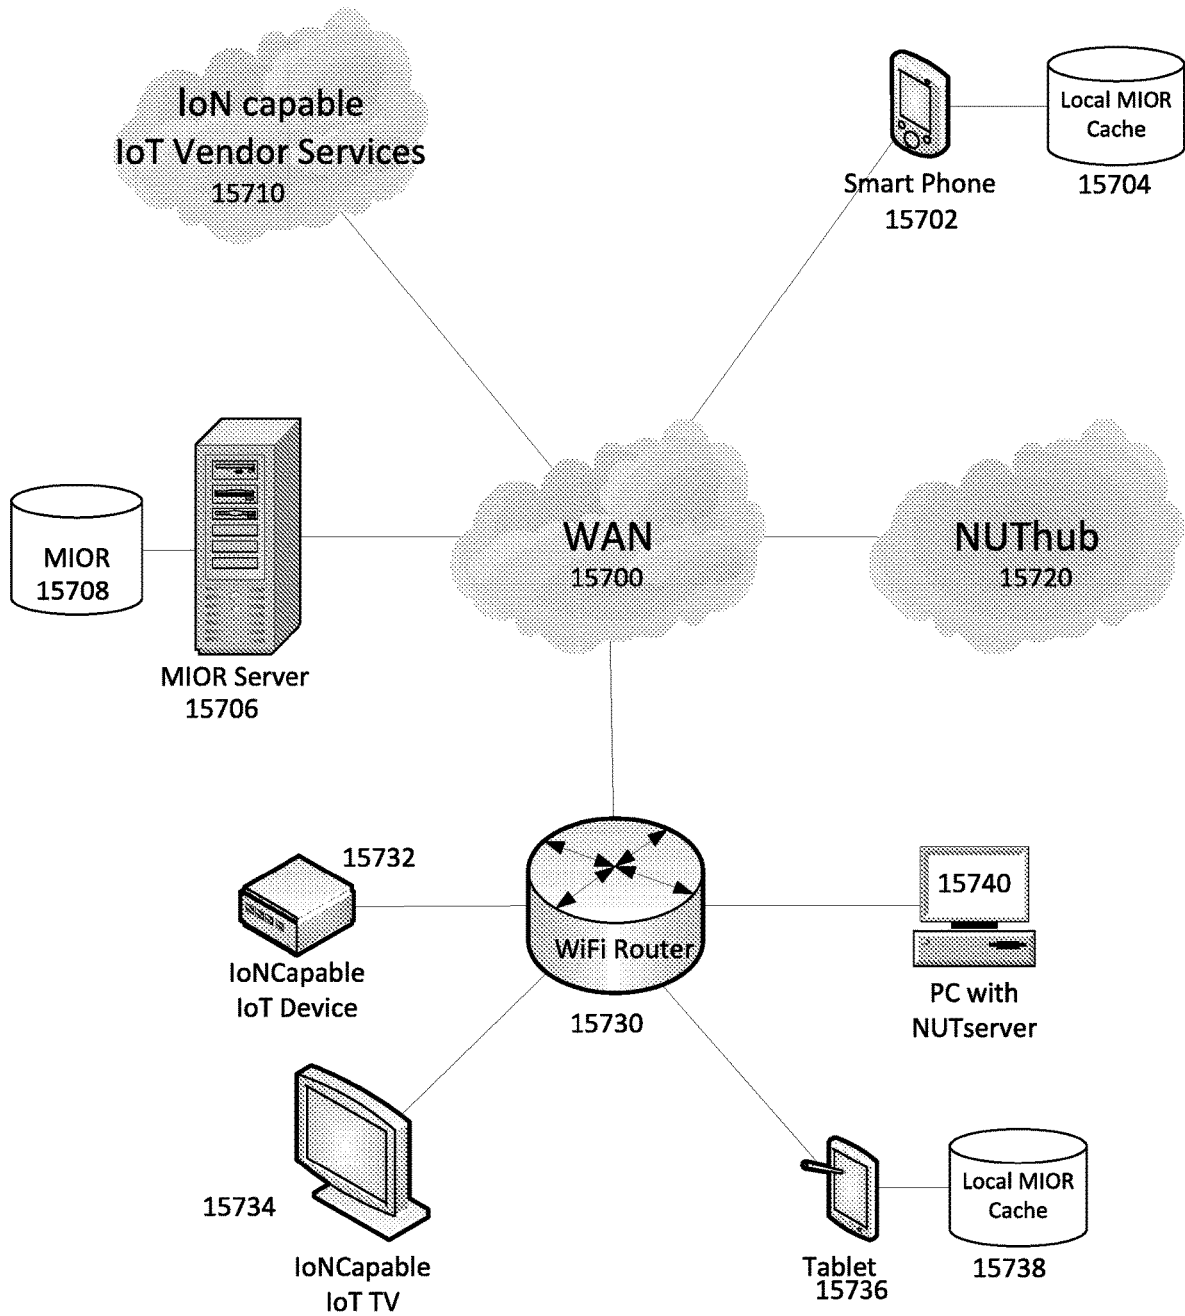 IoN capable
IoT Vendor Services
15710
Local MIOR
Cache
15704
Smart Phone
15702
MIOR
15708
MIOR Server
15706
WAN
15700
NUThub
15720
15732
IoNCapable
IoT Device
WiFi Router
15730
15740
PC with
NUTserver
15734
IoNCapable
IoT TV
Tablet
15736
Local MIOR
Cache
15738